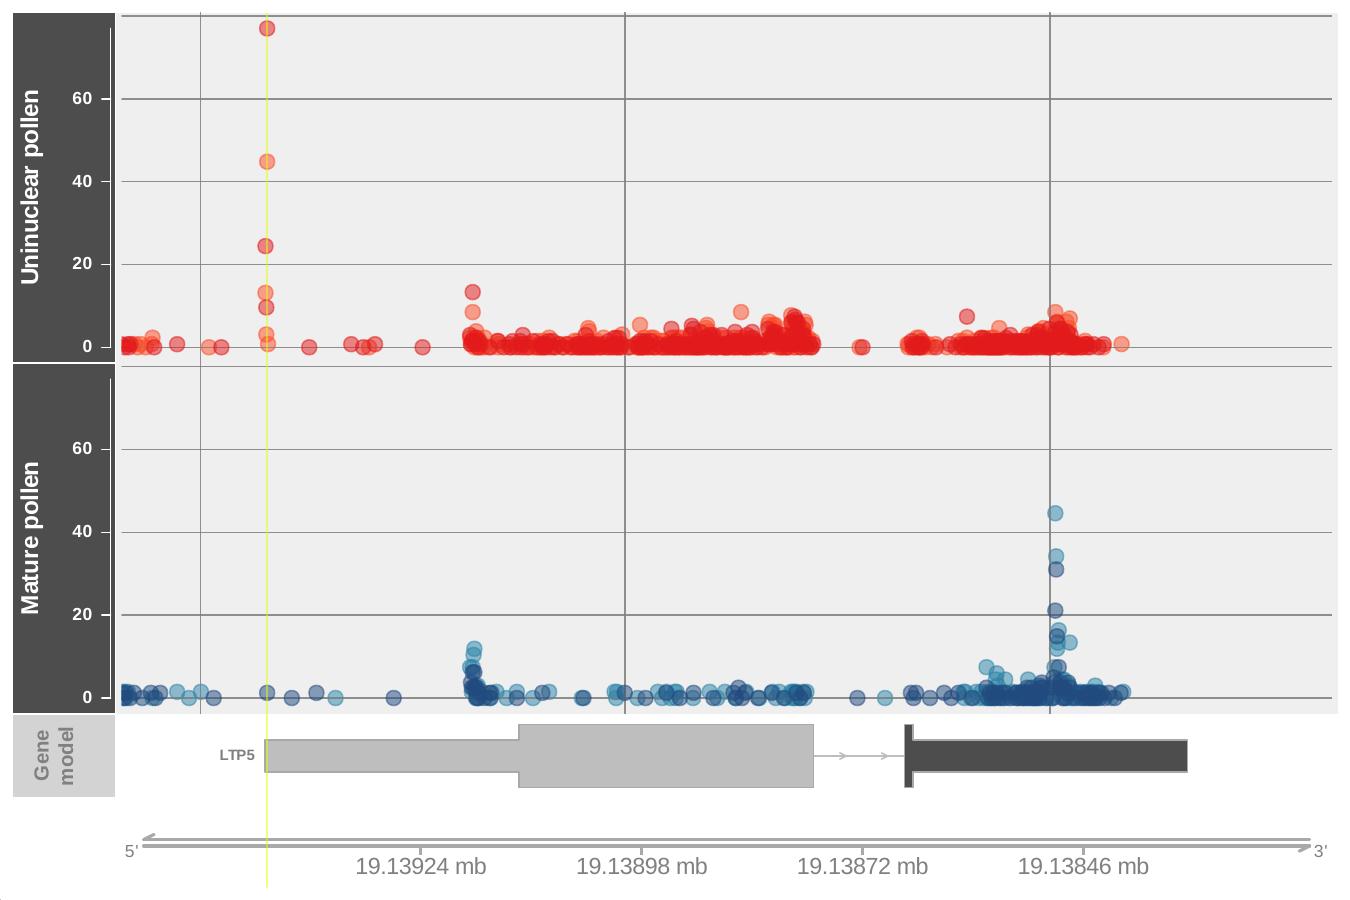 Uninuclear pollen
60
40
20
0
Mature pollen
60
40
20
0
Gene
model
LTP5
5'
3'
19.13924 mb
19.13898 mb
19.13872 mb
19.13846 mb